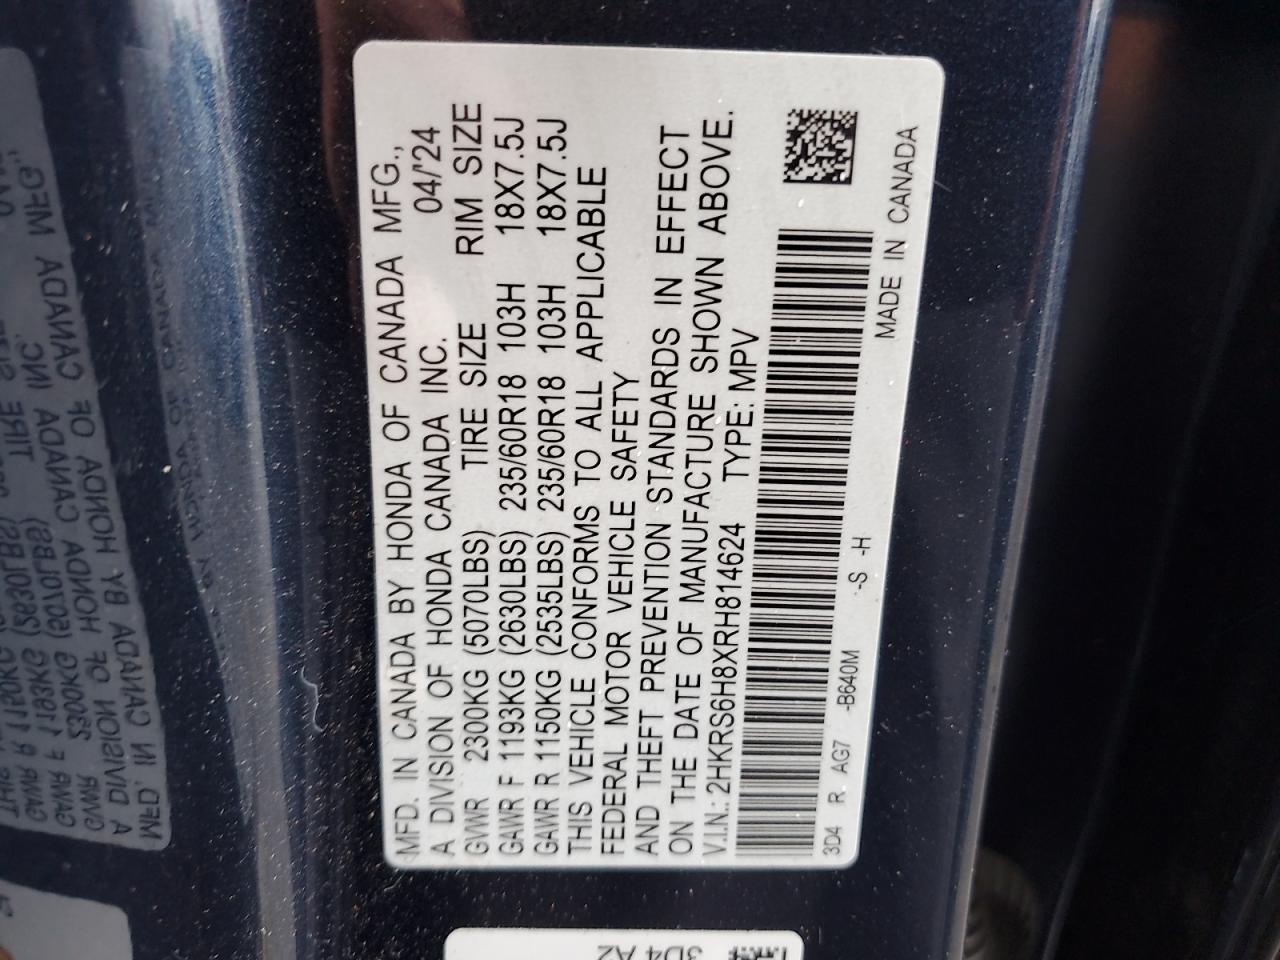 MFD. IN CANADA BY HONDA OF CANADA MFG.,
A DIVISION OF HONDA CANADA INC. 04/'24
GVWR 2300KG (5070LBS) TIRE SIZE RIM SIZE
GAWR F 1193KG (2630LBS) 235/60R18 103H 18X7.5J
GAWR R 1150KG (2535LBS) 235/60R18 103H 18X7.5J
THIS VEHICLE CONFORMS TO ALL APPLICABLE
FEDERAL MOTOR VEHICLE SAFETY
AND THEFT PREVENTION STANDARDS IN EFFECT
ON THE DATE OF MANUFACTURE SHOWN ABOVE.
V.I.N.: 2HKRS6H8XRH814624 TYPE: MPV
3D4 R AG7 -B640M -S -H
MADE IN CANADA
3D4 A2